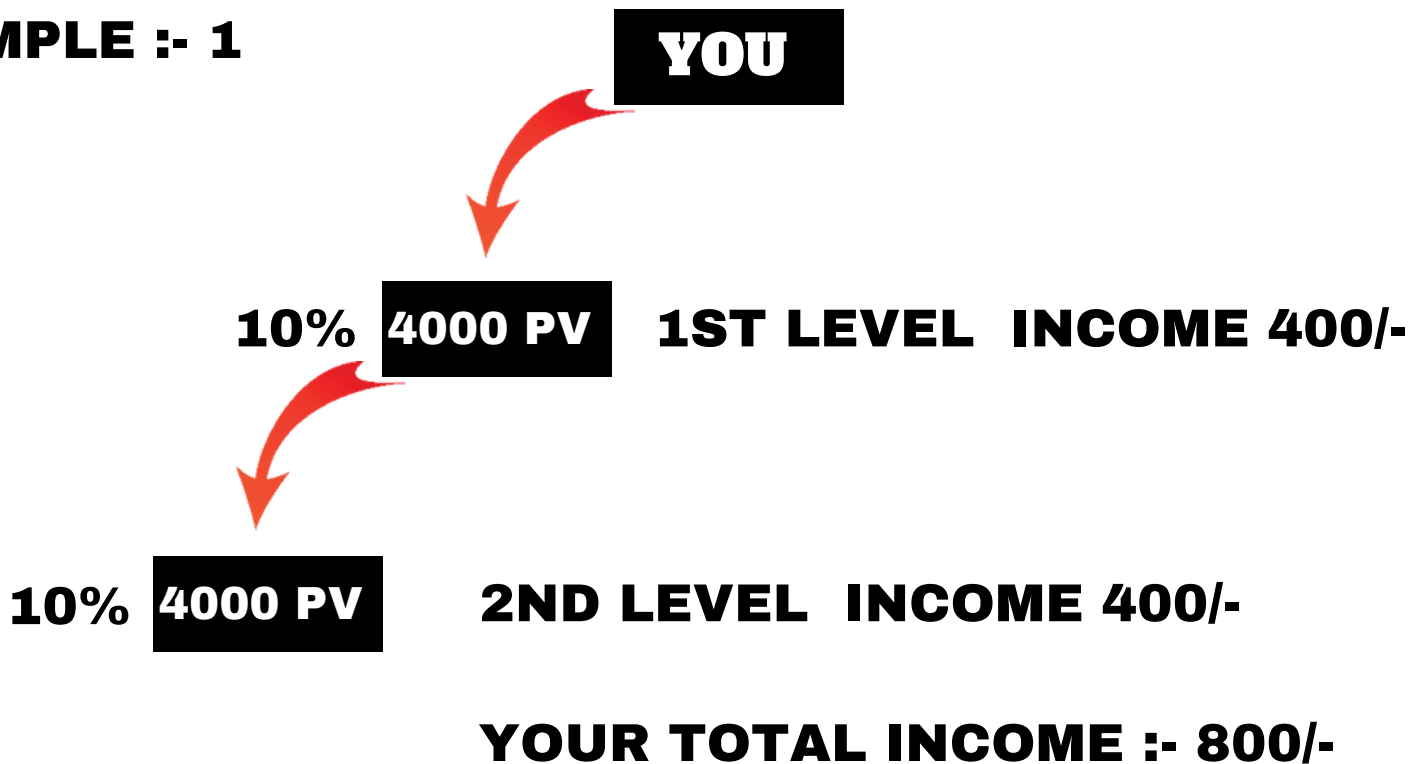 MPLE :- 1
YOU
10% 4000 PV 1ST LEVEL INCOME 400/-
10% 4000 PV 2ND LEVEL INCOME 400/-
YOUR TOTAL INCOME :- 800/-